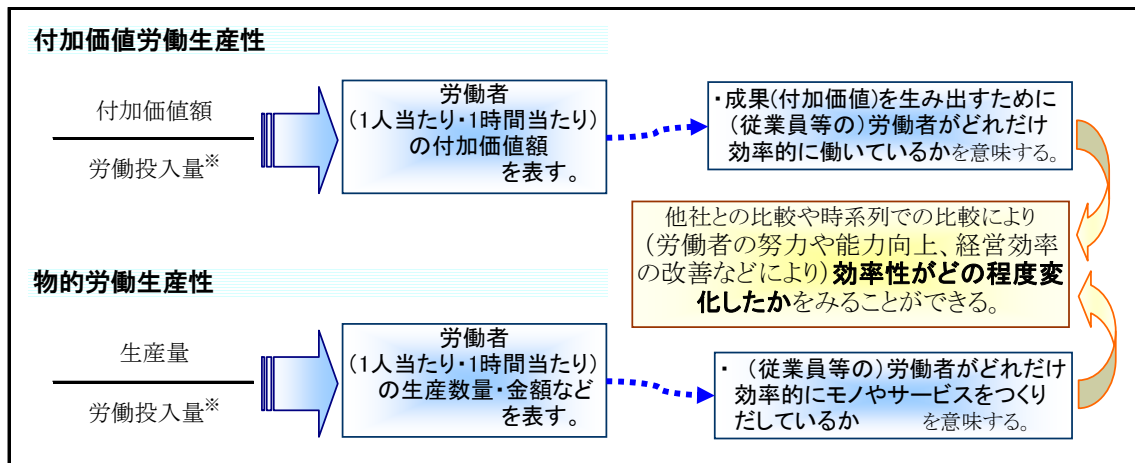 付加価値労働生産性
付加価値額
労働投入量※
労働者
(1人当たり・1時間当たり)
の付加価値額
を表す。
・成果(付加価値)を生み出すために
(従業員等の)労働者がどれだけ
効率的に働いているかを意味する。
他社との比較や時系列での比較により
(労働者の努力や能力向上、経営効率
の改善などにより)効率性がどの程度変
化したかをみることができる。
物的労働生産性
生産量
労働投入量※
労働者
(1人当たり・1時間当たり)
の生産数量・金額など
を表す。
・ (従業員等の)労働者がどれだけ
効率的にモノやサービスをつくり
だしているか を意味する。